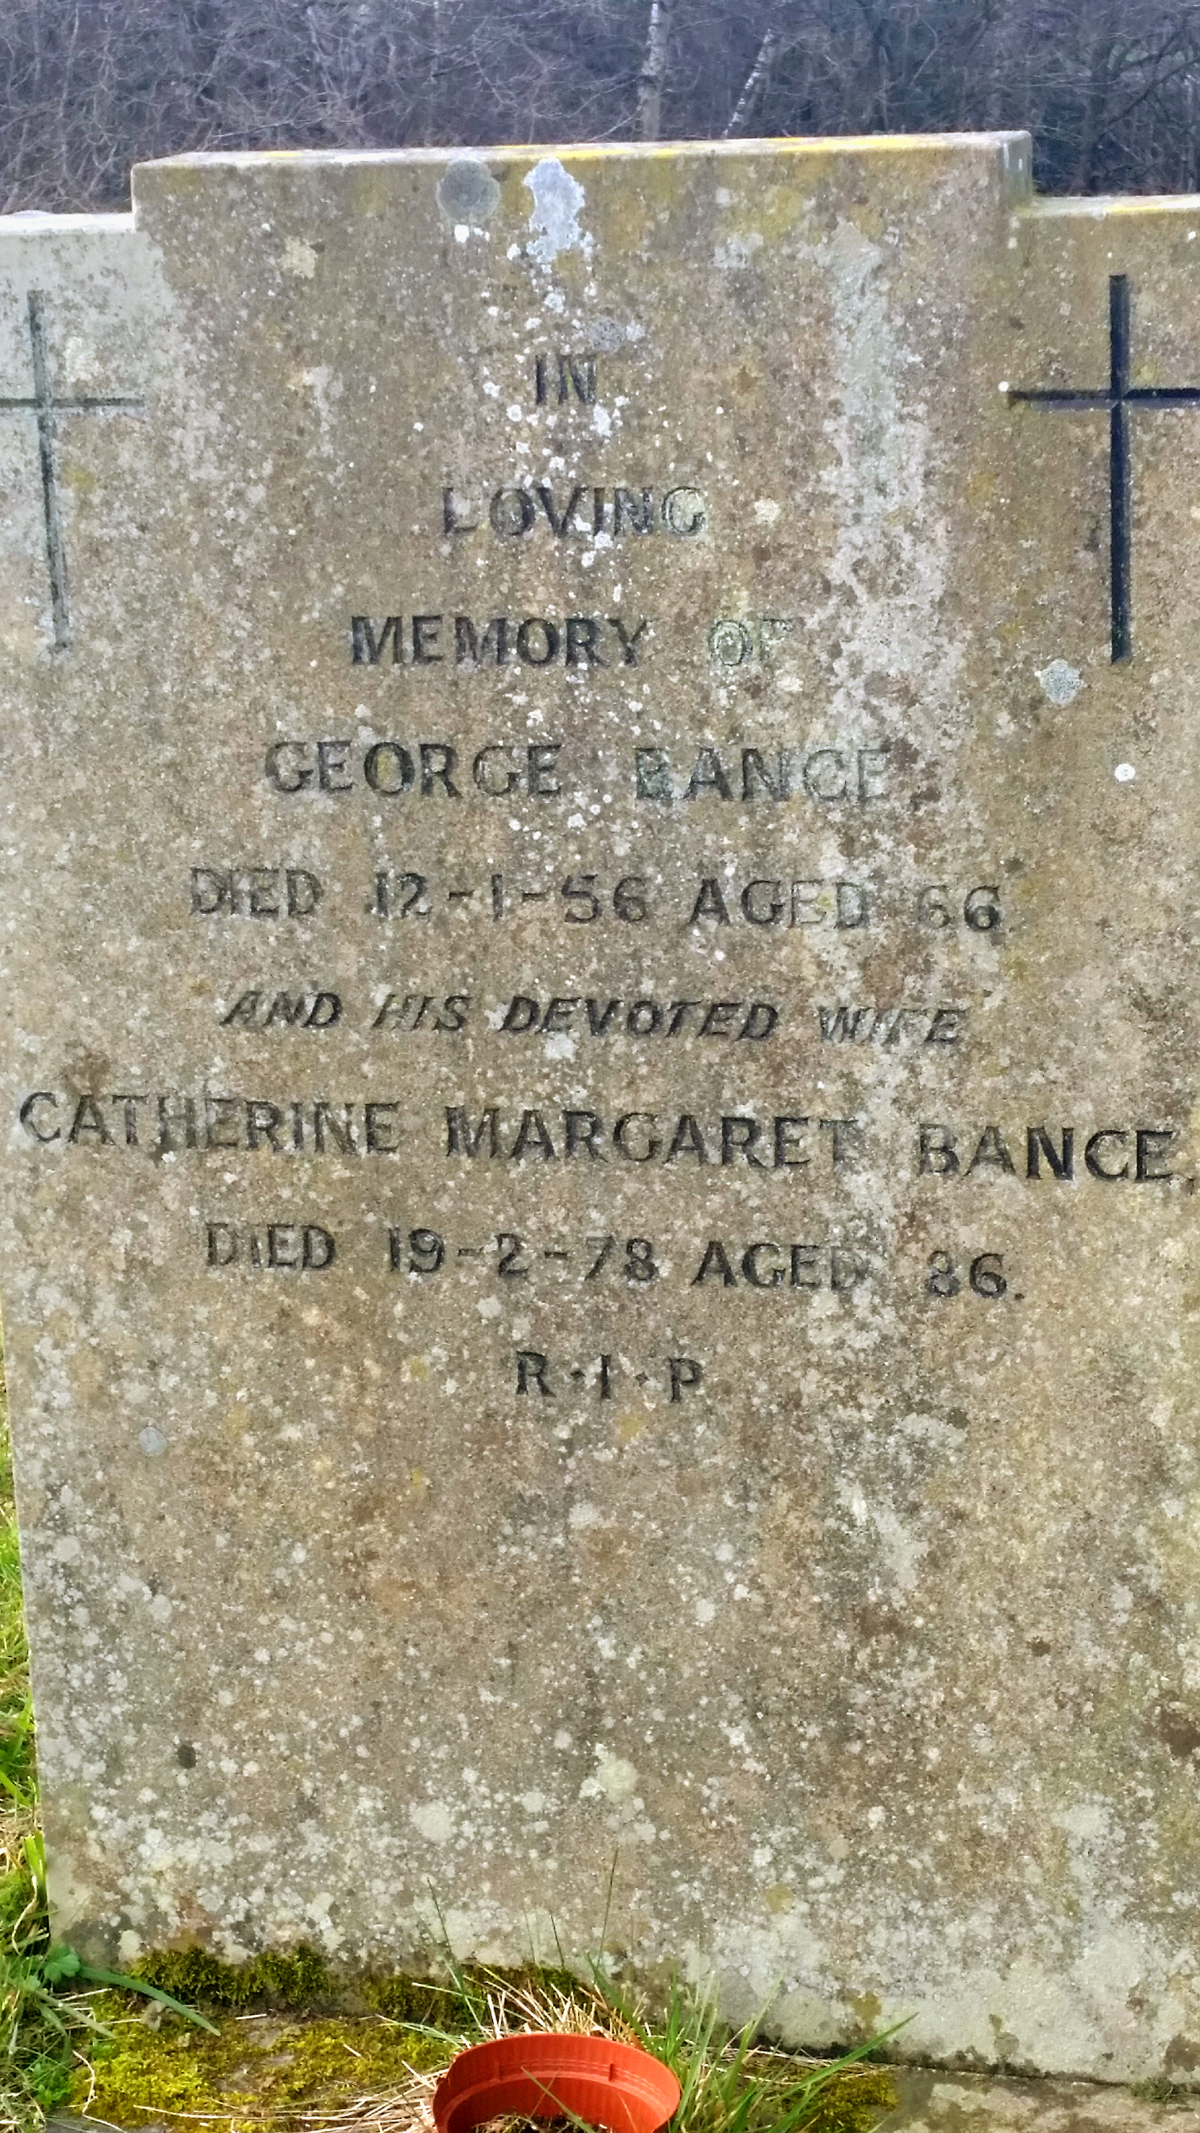 IN
LOVING
MEMORY OF
GEORGE BANCE
DIED 12-1-56 AGED 66
AND HIS DEVOTED WIFE
CATHERINE MARGARET BANCE,
DIED 19-2-78 AGED 86.
R·I·P